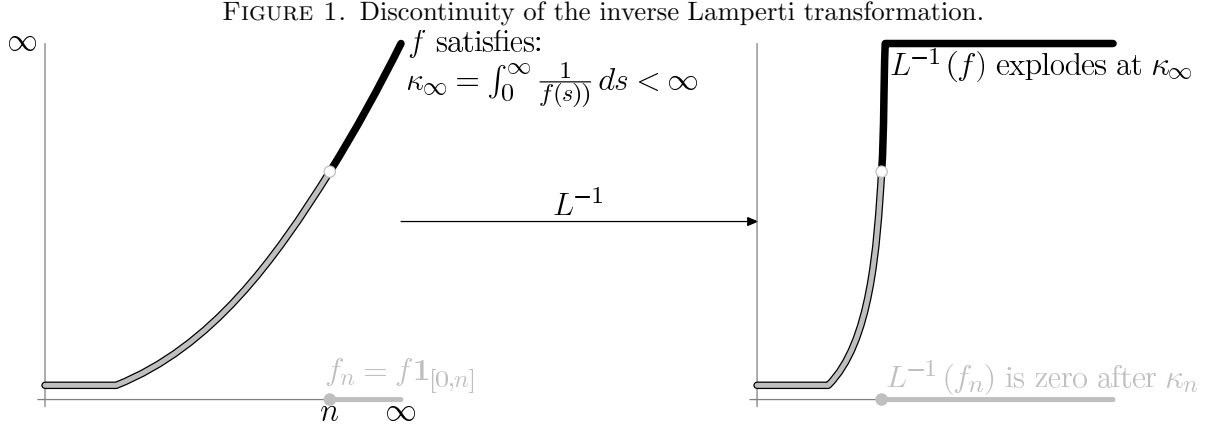 FIGURE 1. Discontinuity of the inverse Lamperti transformation.
∞
f satisfies:
κ∞ = ∫₀^∞ 1/f(s)) ds < ∞
L⁻¹(f) explodes at κ∞
L⁻¹
fₙ = f1[0,n]
L⁻¹(fₙ) is zero after κₙ
n ∞